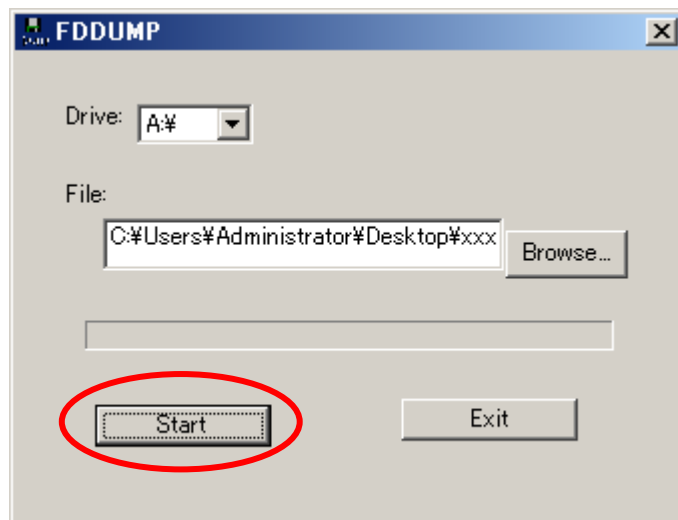 FDDUMP
Drive: A:¥
File:
C:¥Users¥Administrator¥Desktop¥xxx
Browse...
Start Exit